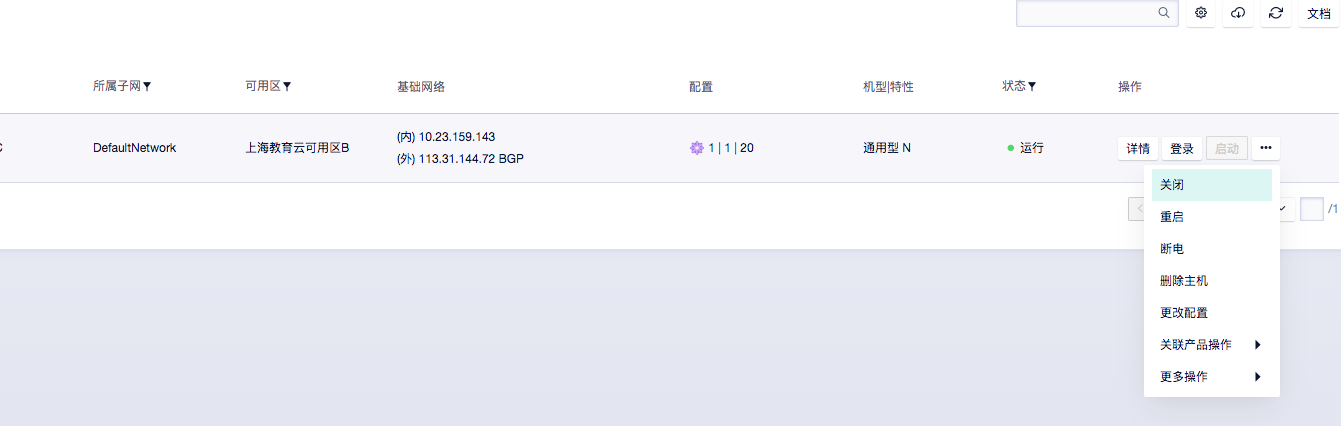 文档
所属子网 可用区 基础网络 配置 机型|特性 状态 操作
C DefaultNetwork 上海教育云可用区B (内) 10.23.159.143 1 | 1 | 20 通用型 N 运行 详情 登录 启动 •••
(外) 113.31.144.72 BGP
关闭
/1
重启
断电
删除主机
更改配置
关联产品操作
更多操作